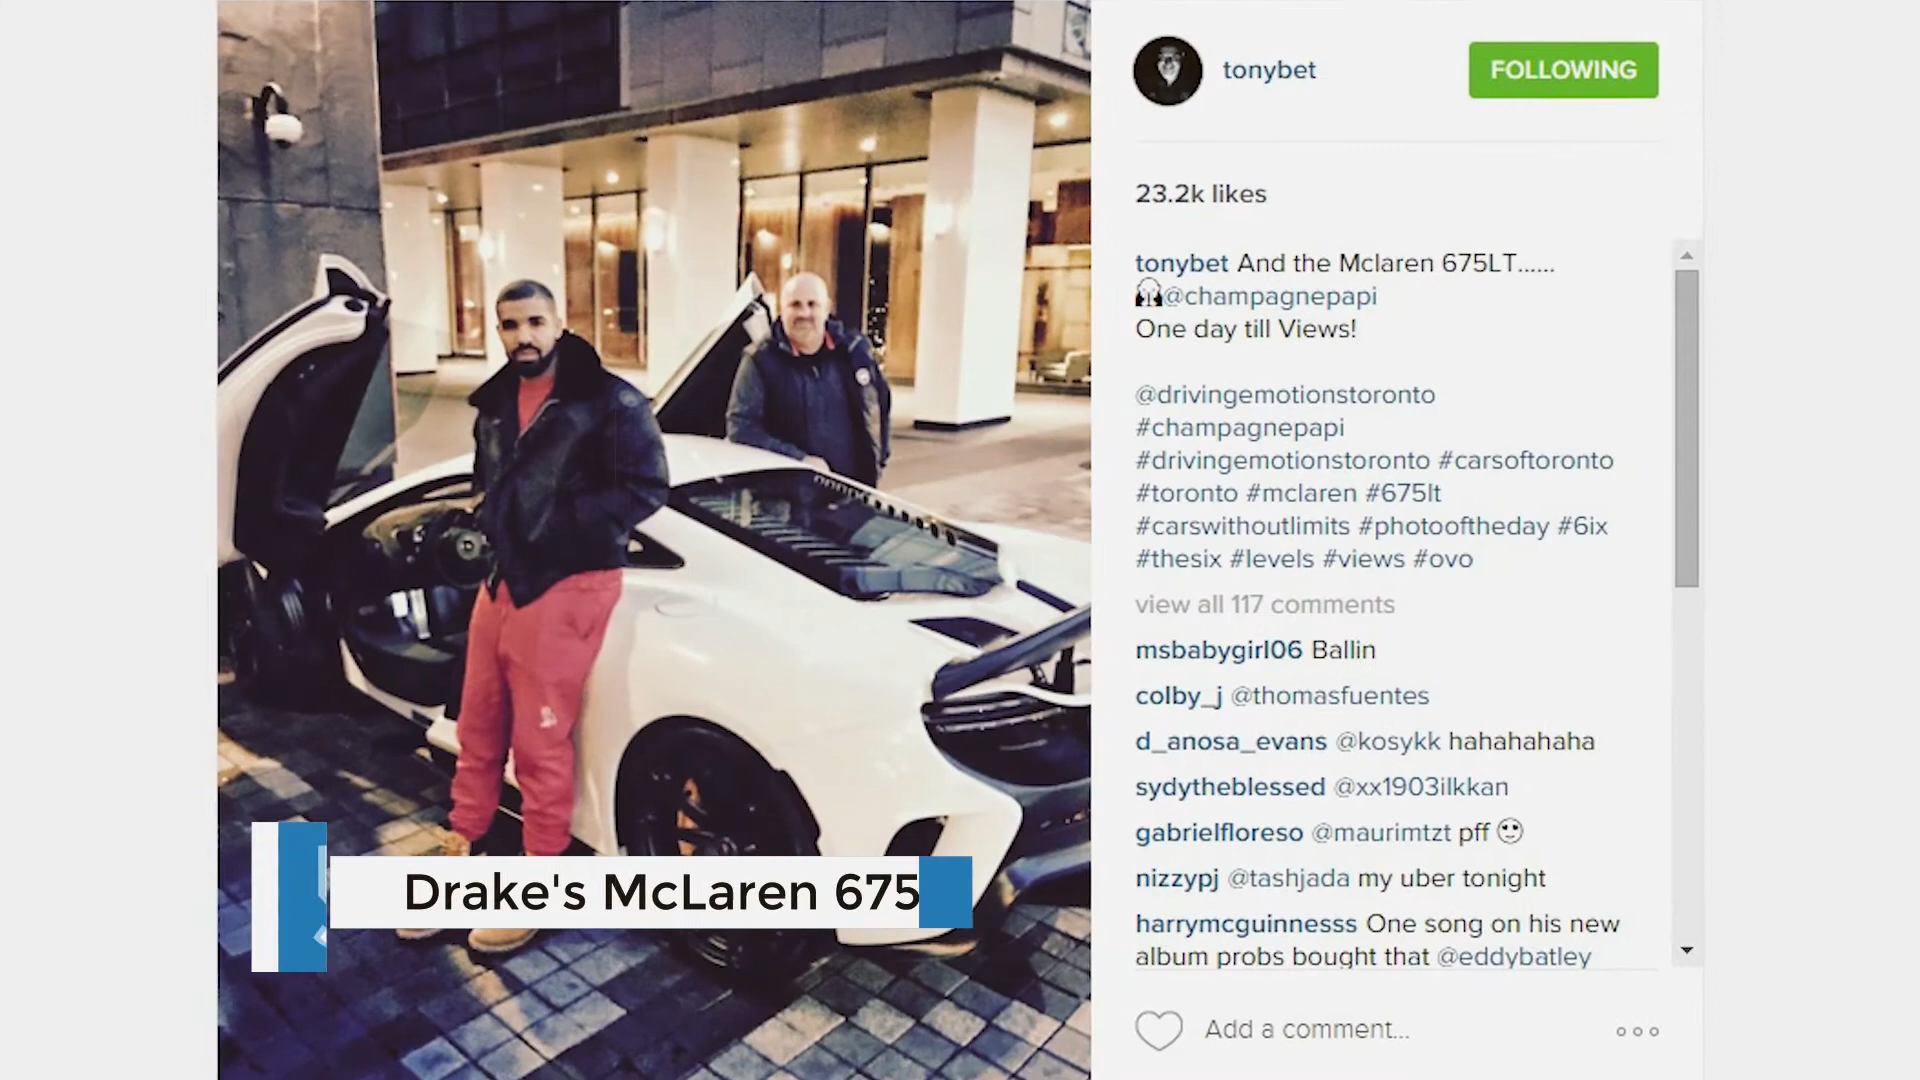 tonybet
FOLLOWING
23.2k likes
tonybet And the Mclaren 675LT......
@champagnepapi
One day till Views!
@drivingemotionstoronto
#champagnepapi
#drivingemotionstoronto #carsoftoronto
#toronto #mclaren #675lt
#carswithoutlimits #photooftheday #6ix
#thesix #levels #views #ovo
view all 117 comments
msbabygirl06 Ballin
colby_j @thomasfuentes
d_anosa_evans @kosykk hahahahaha
sydytheblessed @xx1903ilkkan
gabrielfloreso @maurimtzt pff
nizzypj @tashjada my uber tonight
harrymcguinnesss One song on his new
album probs bought that @eddybatley
Add a comment...
Drake's McLaren 675